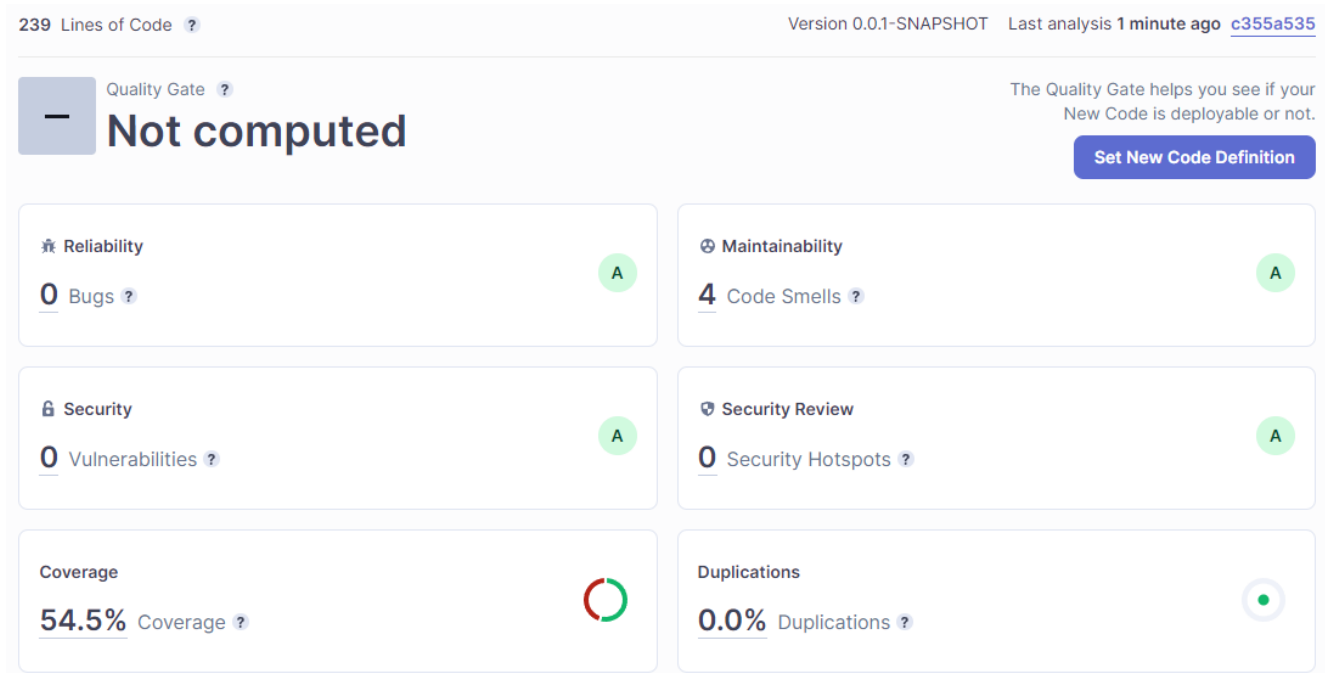 239 Lines of Code ?
Version 0.0.1-SNAPSHOT Last analysis 1 minute ago c355a535
Quality Gate ?
Not computed
The Quality Gate helps you see if your
New Code is deployable or not.
Set New Code Definition
Reliability
0 Bugs ?
A
Maintainability
4 Code Smells ?
A
Security
0 Vulnerabilities ?
A
Security Review
0 Security Hotspots ?
A
Coverage
54.5% Coverage ?
Duplications
0.0% Duplications ?